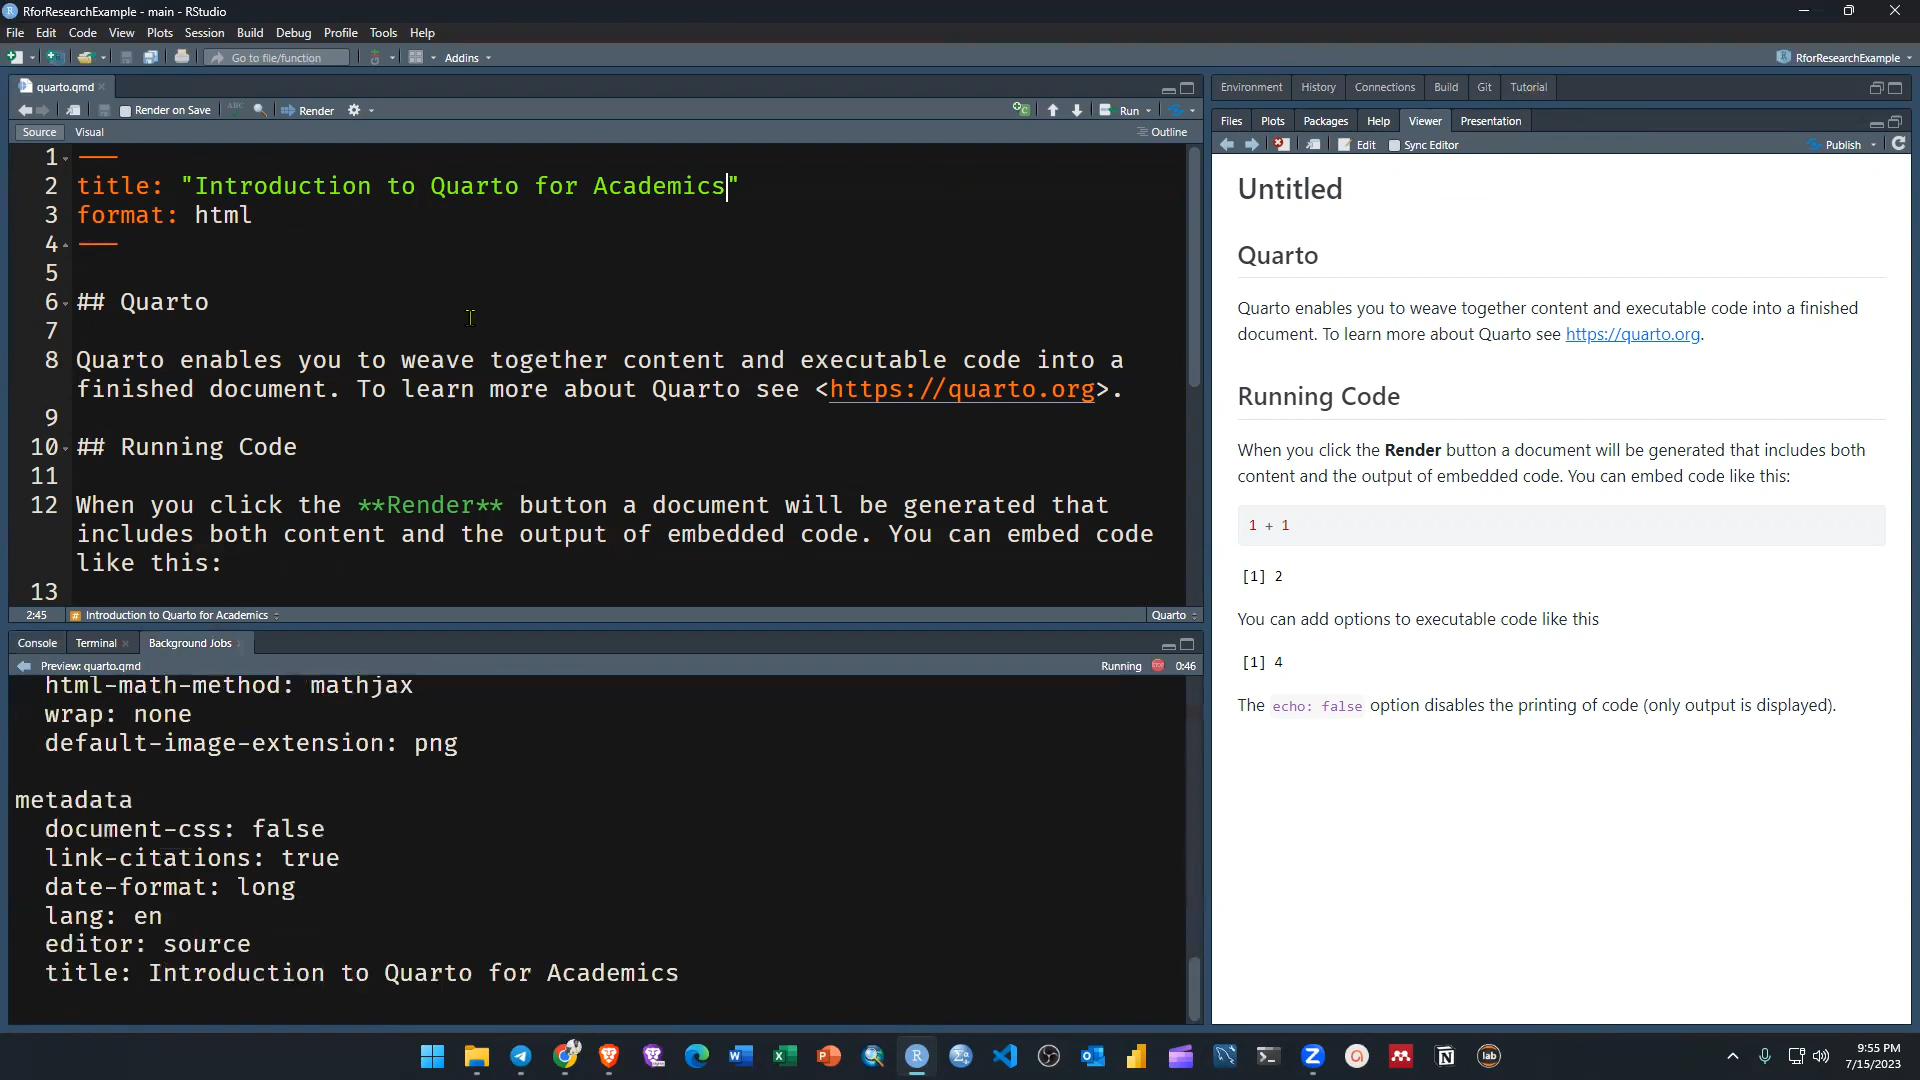 RforResearchExample - main - RStudio
File Edit Code View Plots Session Build Debug Profile Tools Help
Go to file/function Addins RforResearchExample
quarto.qmd
Render on Save ABC Render Run
Source Visual Outline
1 ---
2 title: "Introduction to Quarto for Academics"
3 format: html
4 ---
5
6 ## Quarto
7
8 Quarto enables you to weave together content and executable code into a
finished document. To learn more about Quarto see <https://quarto.org>.
9
10 ## Running Code
11
12 When you click the **Render** button a document will be generated that
includes both content and the output of embedded code. You can embed code
like this:
13
2:45 # Introduction to Quarto for Academics Quarto
Console Terminal Background Jobs
Preview: quarto.qmd Running STOP 0:46
html-math-method: mathjax
wrap: none
default-image-extension: png
metadata
document-css: false
link-citations: true
date-format: long
lang: en
editor: source
title: Introduction to Quarto for Academics
Environment History Connections Build Git Tutorial
Files Plots Packages Help Viewer Presentation
Edit Sync Editor Publish
Untitled
Quarto
Quarto enables you to weave together content and executable code into a finished
document. To learn more about Quarto see https://quarto.org.
Running Code
When you click the Render button a document will be generated that includes both
content and the output of embedded code. You can embed code like this:
1 + 1
[1] 2
You can add options to executable code like this
[1] 4
The echo: false option disables the printing of code (only output is displayed).
lab
9:55 PM
7/15/2023